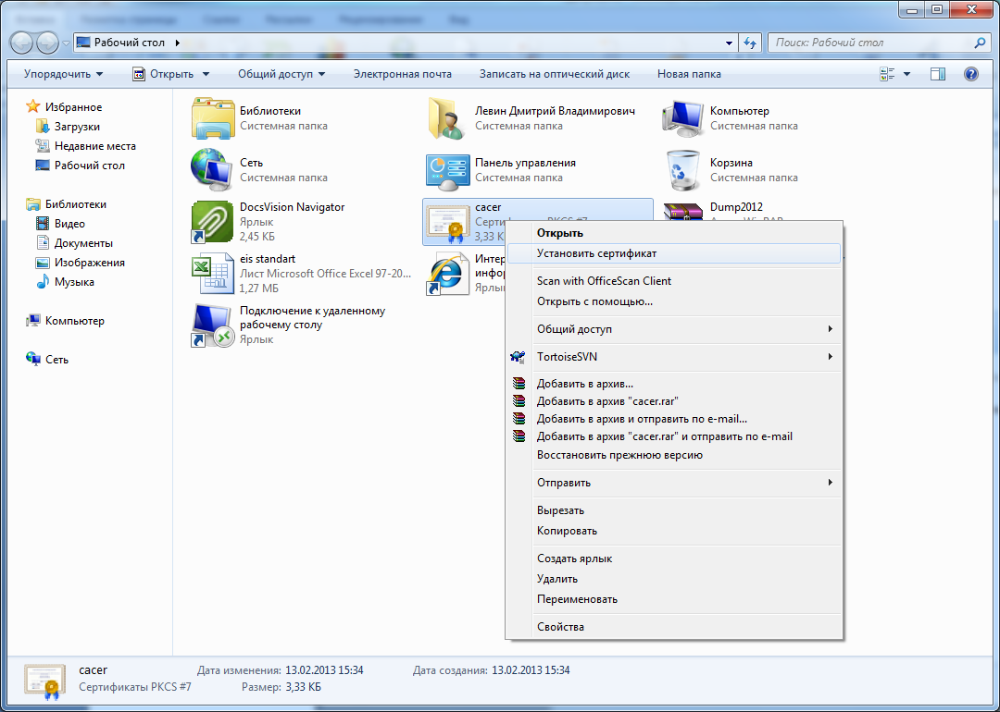 Рабочий стол
Поиск: Рабочий стол
Упорядочить Открыть Общий доступ Электронная почта Записать на оптический диск Новая папка
Избранное
Загрузки
Недавние места
Рабочий стол
Библиотеки
Видео
Документы
Изображения
Музыка
Компьютер
Сеть
Библиотеки
Системная папка
Левин Дмитрий Владимирович
Системная папка
Компьютер
Системная папка
Сеть
Системная папка
Панель управления
Системная папка
Корзина
Системная папка
DocsVision Navigator
Ярлык
2,45 КБ
cacer
Сертификаты PKCS #7
3,33 К
Dump2012
eis standart
Лист Microsoft Office Excel 97-20...
1,27 МБ
Интер
инфор
Ярлы
Подключение к удаленному
рабочему столу
Ярлык
Открыть
Установить сертификат
Scan with OfficeScan Client
Открыть с помощью...
Общий доступ
TortoiseSVN
Добавить в архив...
Добавить в архив "cacer.rar"
Добавить в архив и отправить по e-mail...
Добавить в архив "cacer.rar" и отправить по e-mail
Восстановить прежнюю версию
Отправить
Вырезать
Копировать
Создать ярлык
Удалить
Переименовать
Свойства
cacer Дата изменения: 13.02.2013 15:34 Дата создания: 13.02.2013 15:34
Сертификаты PKCS #7 Размер: 3,33 КБ